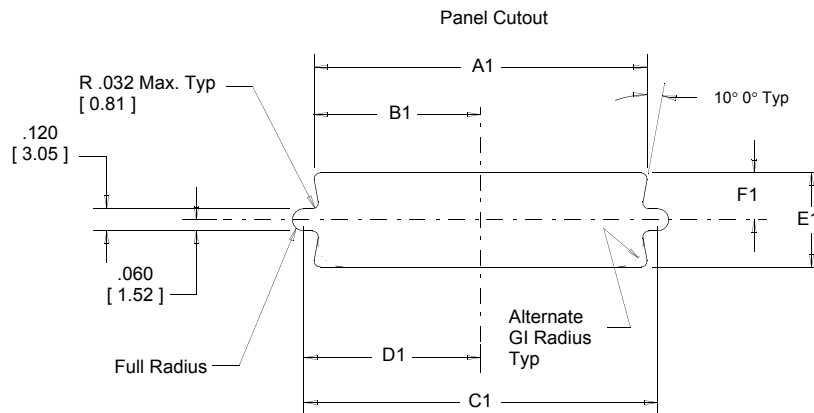 Panel Cutout
A1
R .032 Max. Typ
[ 0.81 ]
10° 0° Typ
B1
.120
[ 3.05 ]
F1
E1
.060
[ 1.52 ]
Alternate
GI Radius
Typ
D1
Full Radius
C1